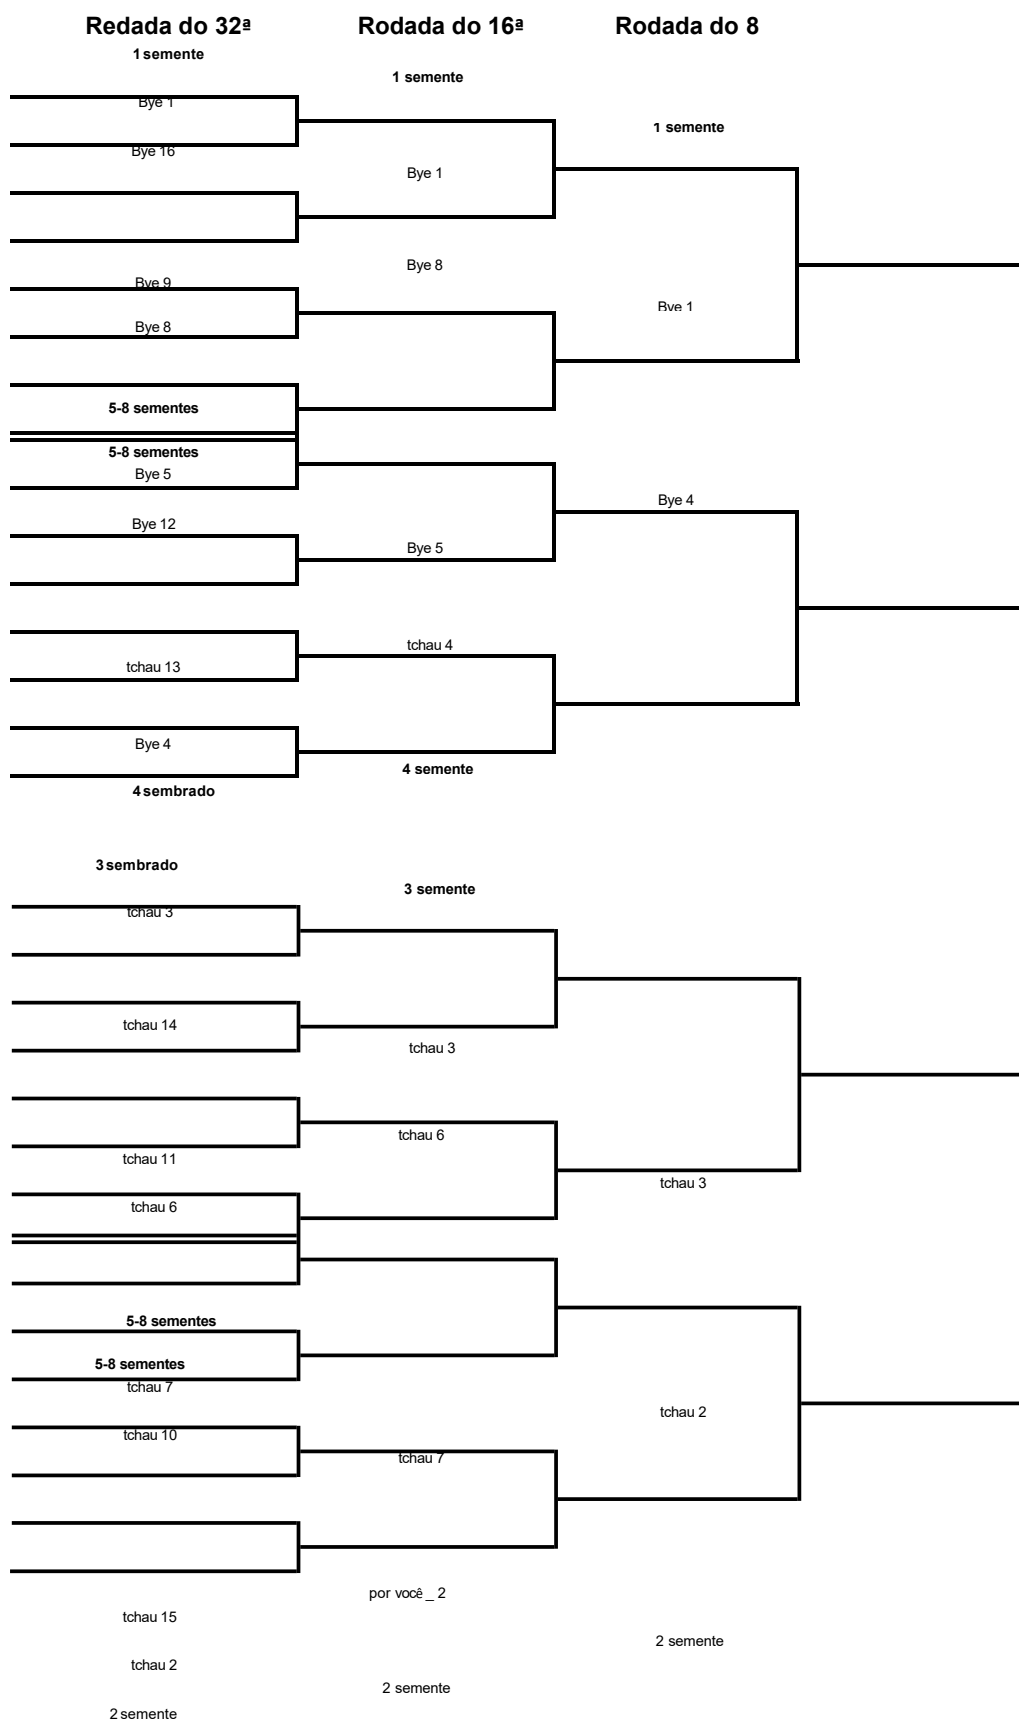 Redada do 32ª
Rodada do 16ª
Rodada do 8
1 semente
1 semente
Bye 1
1 semente
Bye 16
Bye 1
Bye 8
Bye 9
Bye 1
Bye 8
5-8 sementes
5-8 sementes
Bye 5
Bye 4
Bye 12
Bye 5
tchau 4
tchau 13
Bye 4
4 semente
4 sembrado
3 sembrado
3 semente
tchau 3
tchau 14
tchau 3
tchau 6
tchau 11
tchau 3
tchau 6
5-8 sementes
5-8 sementes
tchau 7
tchau 2
tchau 10
tchau 7
por você _ 2
tchau 15
2 semente
tchau 2
2 semente
2 semente